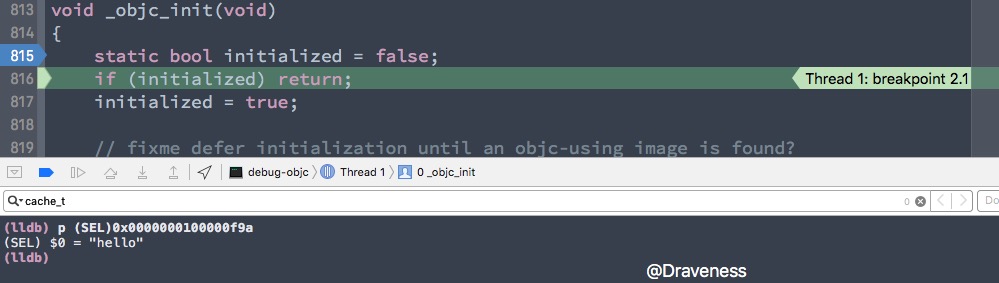 813 void _objc_init(void)
814 {
815 static bool initialized = false;
816 if (initialized) return; Thread 1: breakpoint 2.1
817 initialized = true;
818
819 // fixme defer initialization until an objc-using image is found?
debug-objc Thread 1 0 _objc_init
cache_t 0 Do
(lldb) p (SEL)0x0000000100000f9a
(SEL) $0 = "hello"
(lldb)
@Draveness